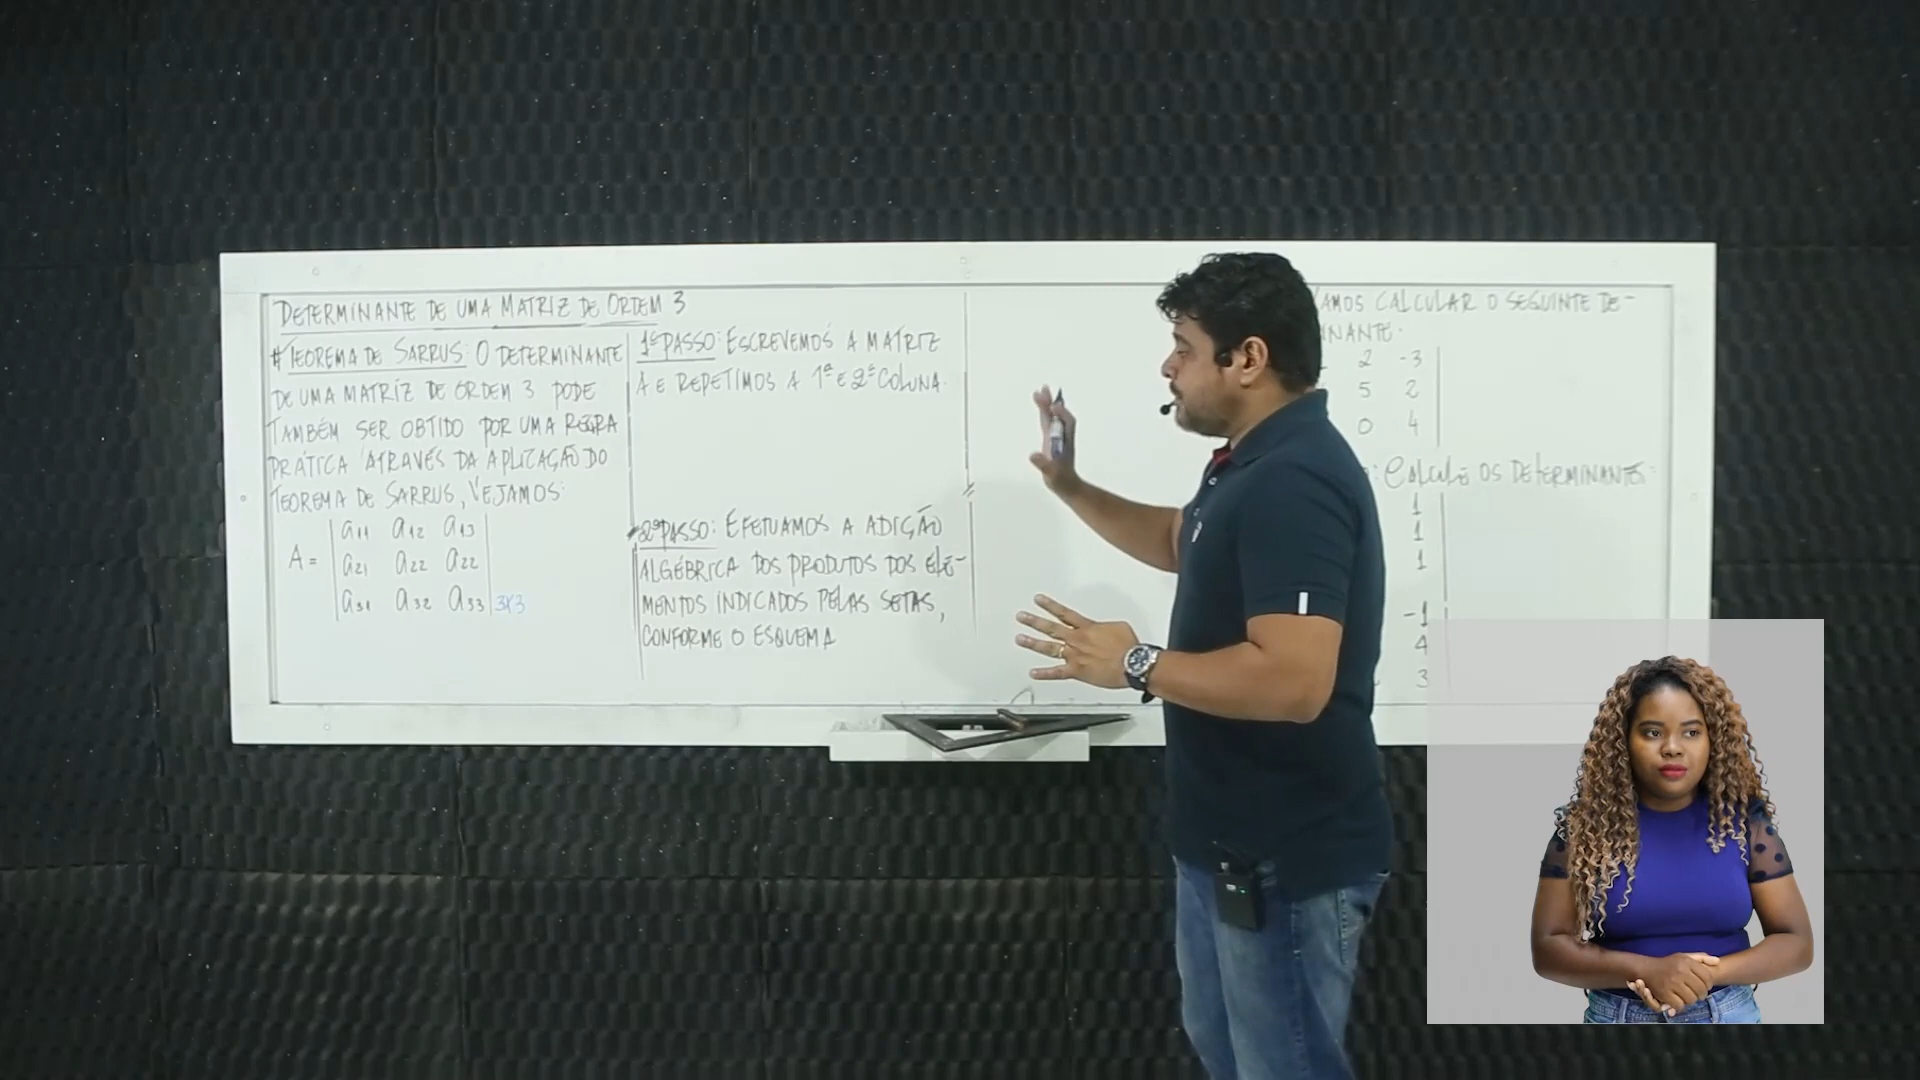 DETERMINANTE DE UMA MATRIZ DE ORDEM 3
# TEOREMA DE SARRUS: O DETERMINANTE
DE UMA MATRIZ DE ORDEM 3 PODE
TAMBÉM SER OBTIDO POR UMA REGRA
PRÁTICA ATRAVÉS DA APLICAÇÃO DO
TEOREMA DE SARRUS, VEJAMOS:
a11 a12 a13
A = a21 a22 a22
a31 a32 a33 3x3
1º PASSO: ESCREVEMOS A MATRIZ
A E REPETIMOS A 1ª E 2ª COLUNA.
2º PASSO: EFETUAMOS A ADIÇÃO
ALGÉBRICA DOS PRODUTOS DOS ELE-
MENTOS INDICADOS PELAS SETAS,
CONFORME O ESQUEMA
VAMOS CALCULAR O SEGUINTE DE-
NANTE.
2 -3
5 2
0 4
: CALCULE OS DETERMINANTES:
1
1
1
-1
4
3